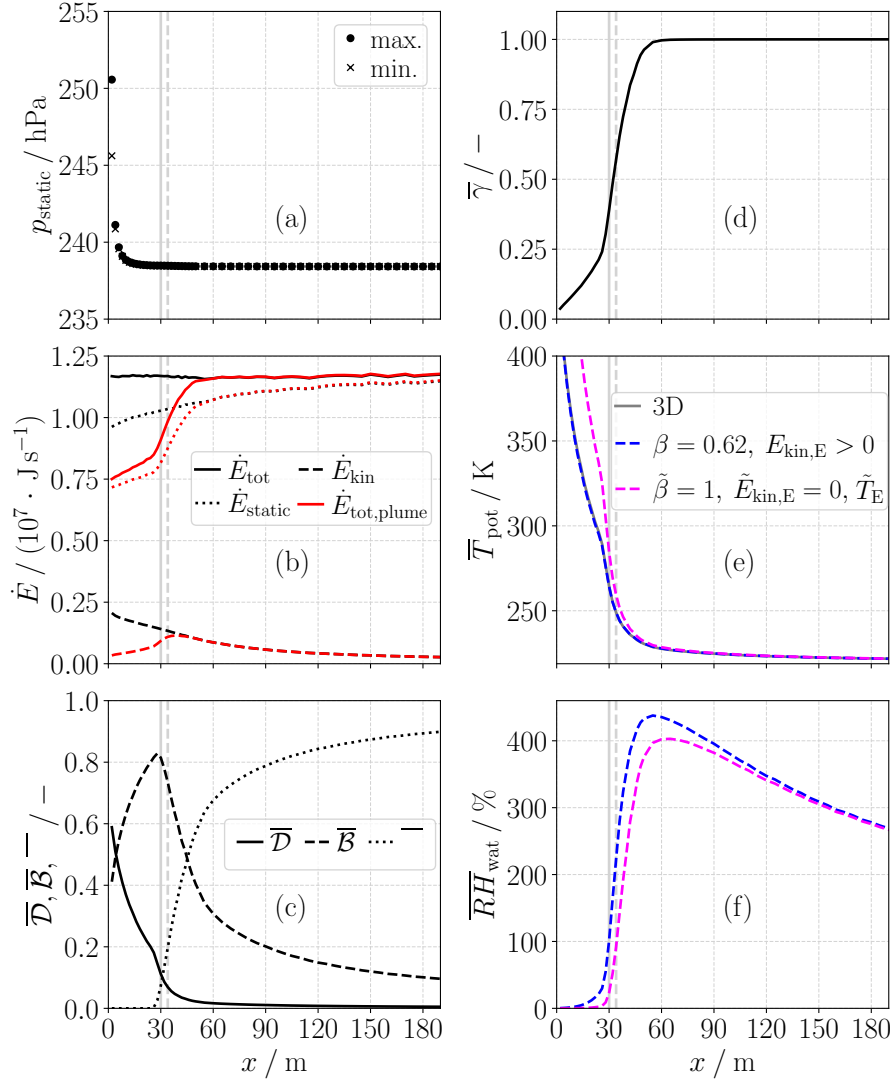 max.
min.
250
245
240
235
p_static / hPa
(a)
1.00
0.75
0.50
0.25
0.00
γ̅ / −
(d)
1.25
1.00
0.75
0.50
0.25
0.00
Ė / (10⁷ · J s⁻¹)
Ė_tot
Ė_kin
Ė_static
Ė_tot,plume
(b)
400
350
300
250
T̅_pot / K
3D
β = 0.62, E_kin,E > 0
β̃ = 1, Ẽ_kin,E = 0, T̃_E
(e)
1.0
0.8
0.6
0.4
0.2
0.0
𝒟̅, ℬ̅, ‾ / −
𝒟̅
ℬ̅
‾
(c)
0 30 60 90 120 150 180
x / m
400
300
200
100
0
R̅H̅_wat / %
(f)
0 30 60 90 120 150 180
x / m